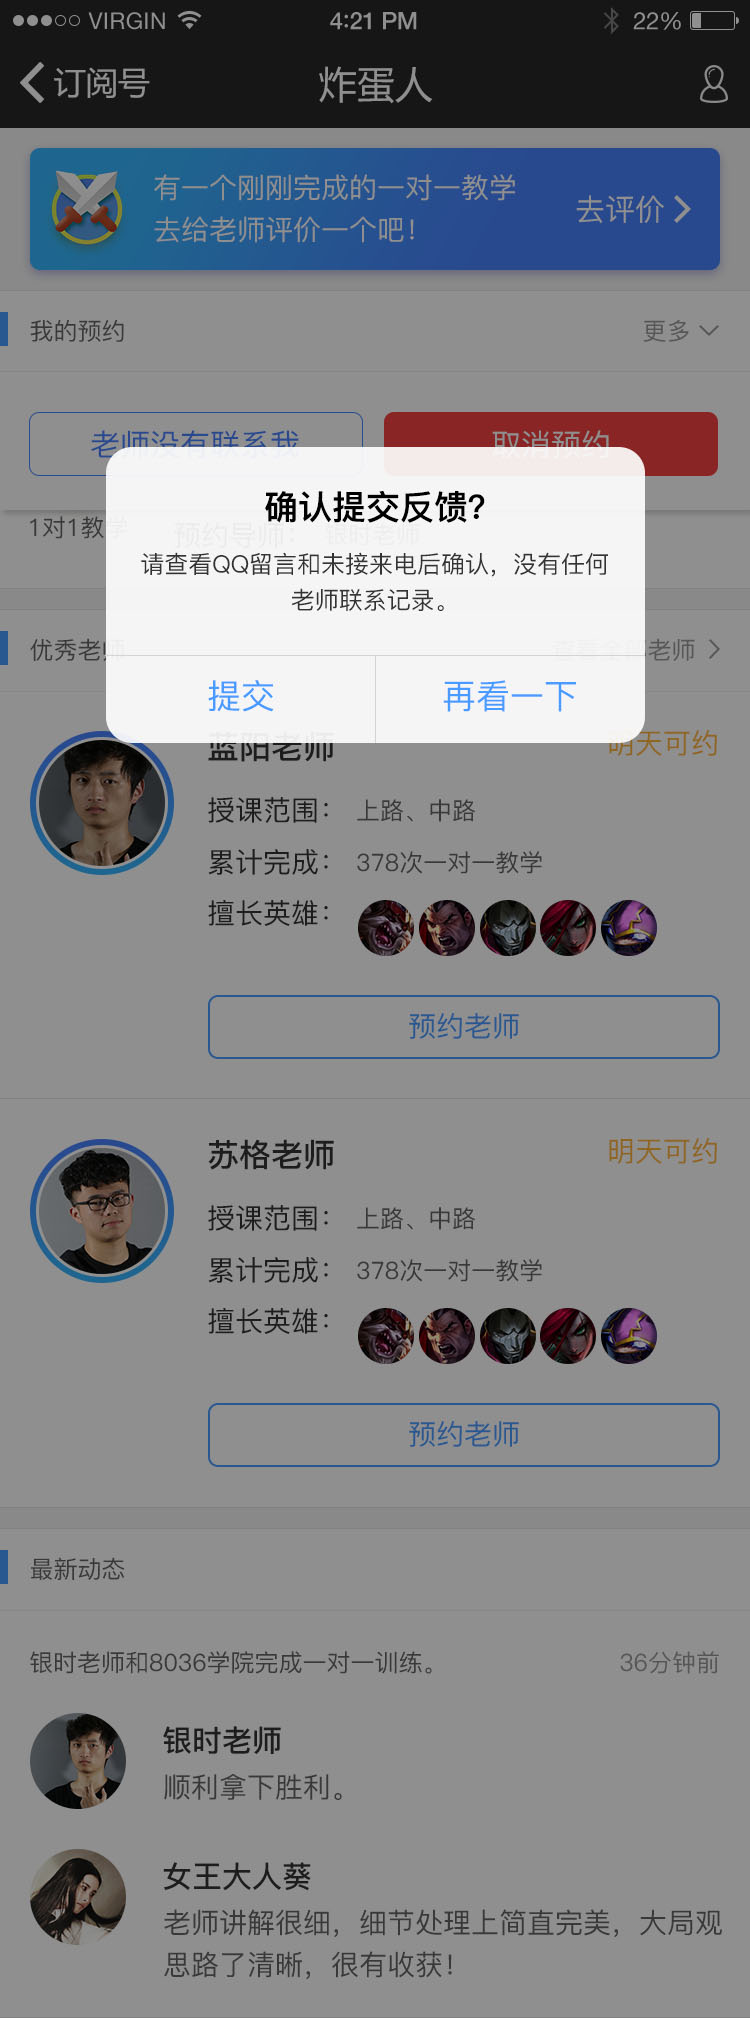 VIRGIN
4:21 PM
22%
订阅号
炸蛋人
有一个刚刚完成的一对一教学
去给老师评价一个吧！
去评价
我的预约
更多
老师没有联系我
取消预约
1对1教学
预约导师： 银时老师
确认提交反馈？
请查看QQ留言和未接来电后确认，没有任何
老师联系记录。
优秀老师
查看全部老师
提交
再看一下
蓝阳老师
明天可约
授课范围： 上路、中路
累计完成： 378次一对一教学
擅长英雄：
预约老师
苏格老师
明天可约
授课范围： 上路、中路
累计完成： 378次一对一教学
擅长英雄：
预约老师
最新动态
银时老师和8036学院完成一对一训练。
36分钟前
银时老师
顺利拿下胜利。
女王大人葵
老师讲解很细，细节处理上简直完美，大局观
思路了清晰，很有收获！